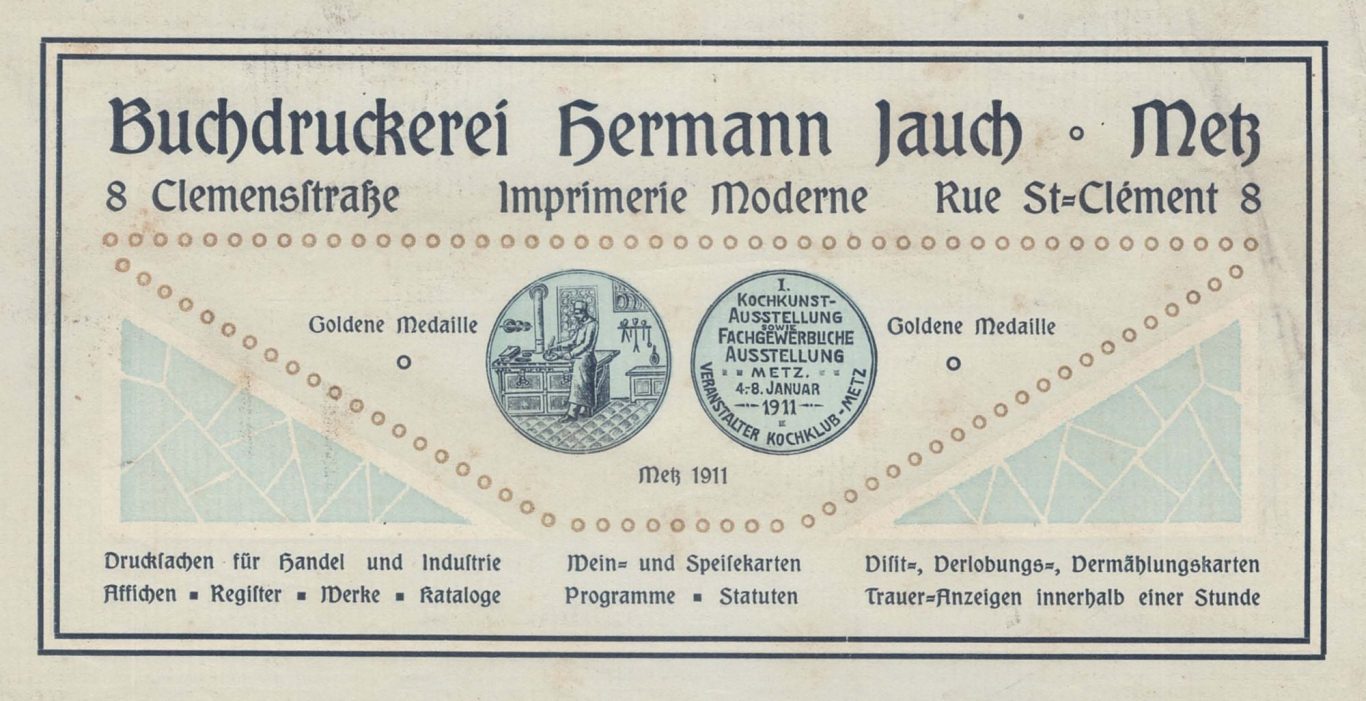 Buchdruckerei Hermann Jauch ∘ Metz
8 Clemensſtraße Imprimerie Moderne Rue St=Clément 8
Goldene Medaille
I.
KOCHKUNST-
AUSSTELLUNG
SOWIE
FACHGEWERBLICHE
AUSSTELLUNG
METZ.
4.-8. JANUAR
1911
VERANSTALTER KOCHKLUB-METZ
Goldene Medaille
Metz 1911
Druckſachen für Handel und Induſtrie
Affichen ▪ Regiſter ▪ Werke ▪ Kataloge
Wein= und Speiſekarten
Programme ▪ Statuten
Viſit=, Verlobungs=, Vermählungskarten
Trauer=Anzeigen innerhalb einer Stunde